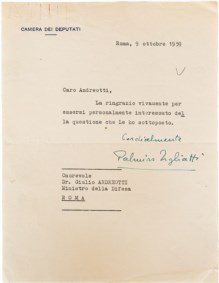 CAMERA DEI DEPUTATI
Roma, 9 ottobre 1959
Caro Andreotti,
La ringrazio vivamente per
essersi personalmente interessato del
la questione che Le ho sottoposto.
Cordialmente
Palmiro Togliatti
Onorevole
Dr. Giulio ANDREOTTI
Ministro della Difesa
ROMA